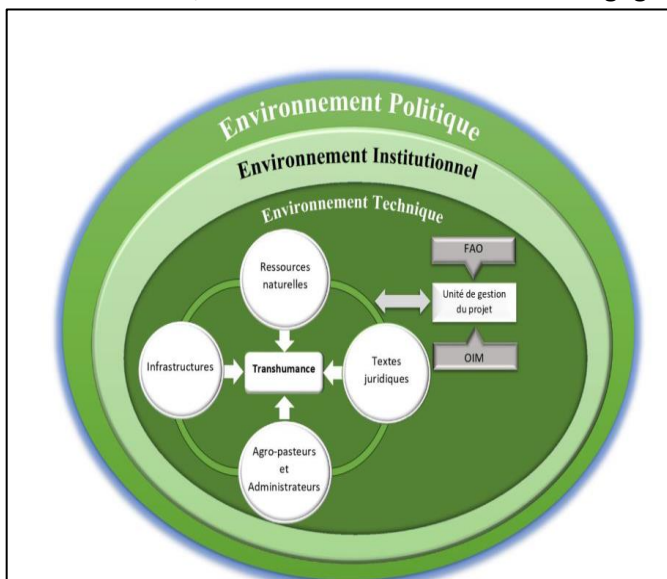 Environnement Politique
Environnement Institutionnel
Environnement Technique
Ressources
naturelles
FAO
Unité de gestion
du projet
OIM
Infrastructures
Transhumance
Textes
juridiques
Agro-pasteurs
et
Administrateurs